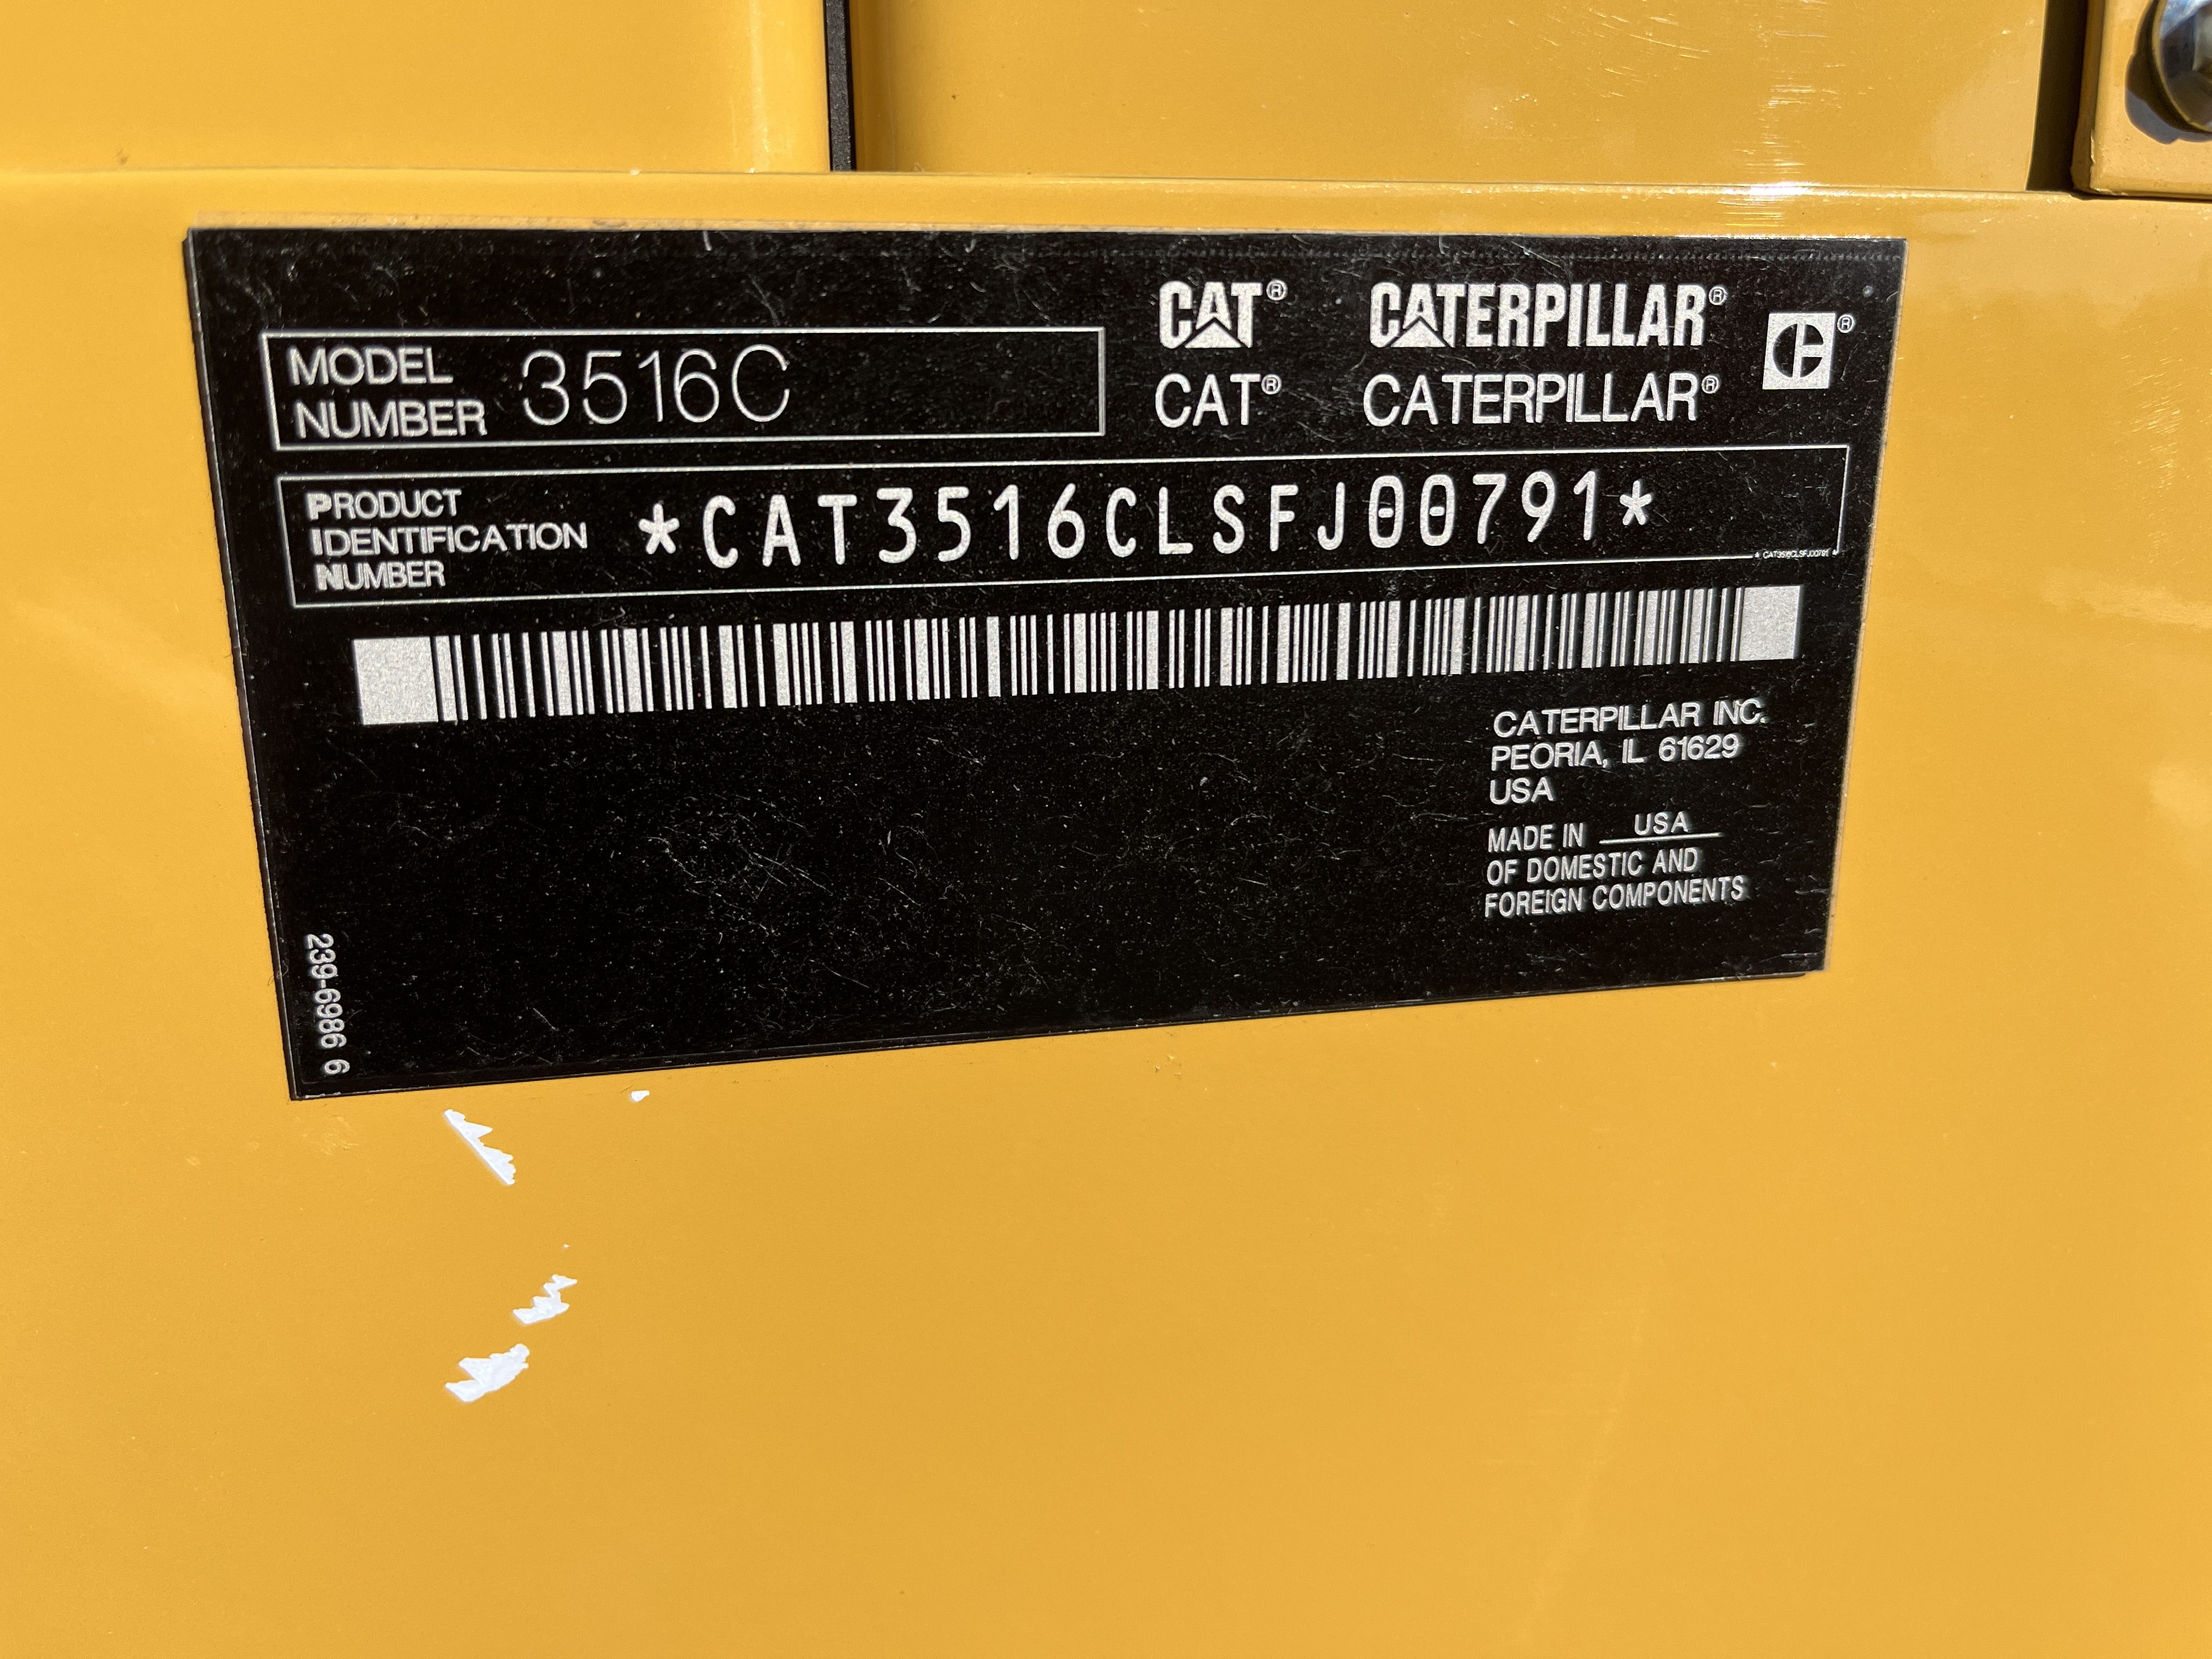 CAT® CATERPILLAR®
MODEL
NUMBER 3516C
CAT® CATERPILLAR®
PRODUCT
IDENTIFICATION
NUMBER
*CAT3516CLSFJ00791*
* CAT3516CLSFJ00791 *
CATERPILLAR INC.
PEORIA, IL 61629
USA
MADE IN USA
OF DOMESTIC AND
FOREIGN COMPONENTS
239-6986 6